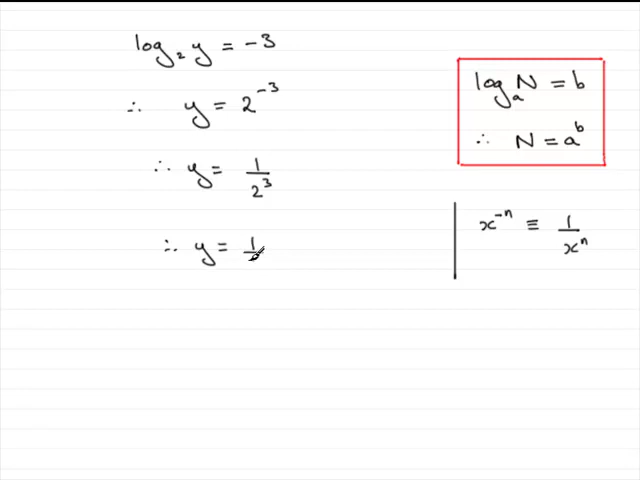 log₂ y = -3
∴ y = 2⁻³
∴ y = 1/2³
∴ y = 1/
logₐ N = b
∴ N = aᵇ
x⁻ⁿ ≡ 1/xⁿ